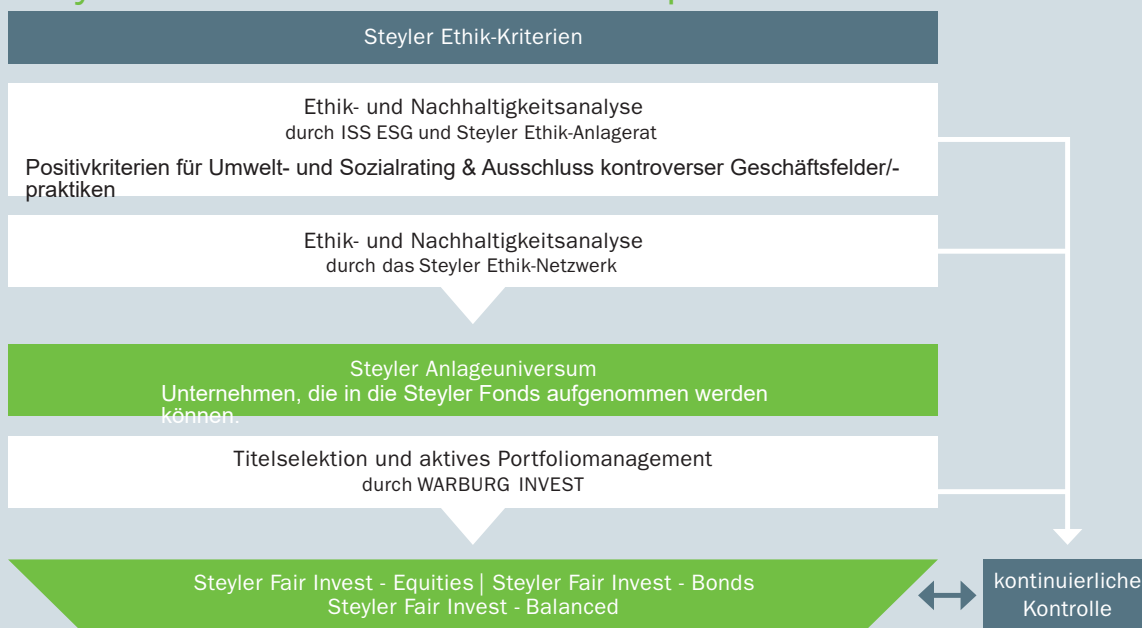 Steyler Ethik-Kriterien
Ethik- und Nachhaltigkeitsanalyse
durch ISS ESG und Steyler Ethik-Anlagerat
Positivkriterien für Umwelt- und Sozialrating & Ausschluss kontroverser Geschäftsfelder/-
praktiken
Ethik- und Nachhaltigkeitsanalyse
durch das Steyler Ethik-Netzwerk
Steyler Anlageuniversum
Unternehmen, die in die Steyler Fonds aufgenommen werden
können.
Titelselektion und aktives Portfoliomanagement
durch WARBURG INVEST
Steyler Fair Invest - Equities | Steyler Fair Invest - Bonds
Steyler Fair Invest - Balanced
kontinuierliche
Kontrolle